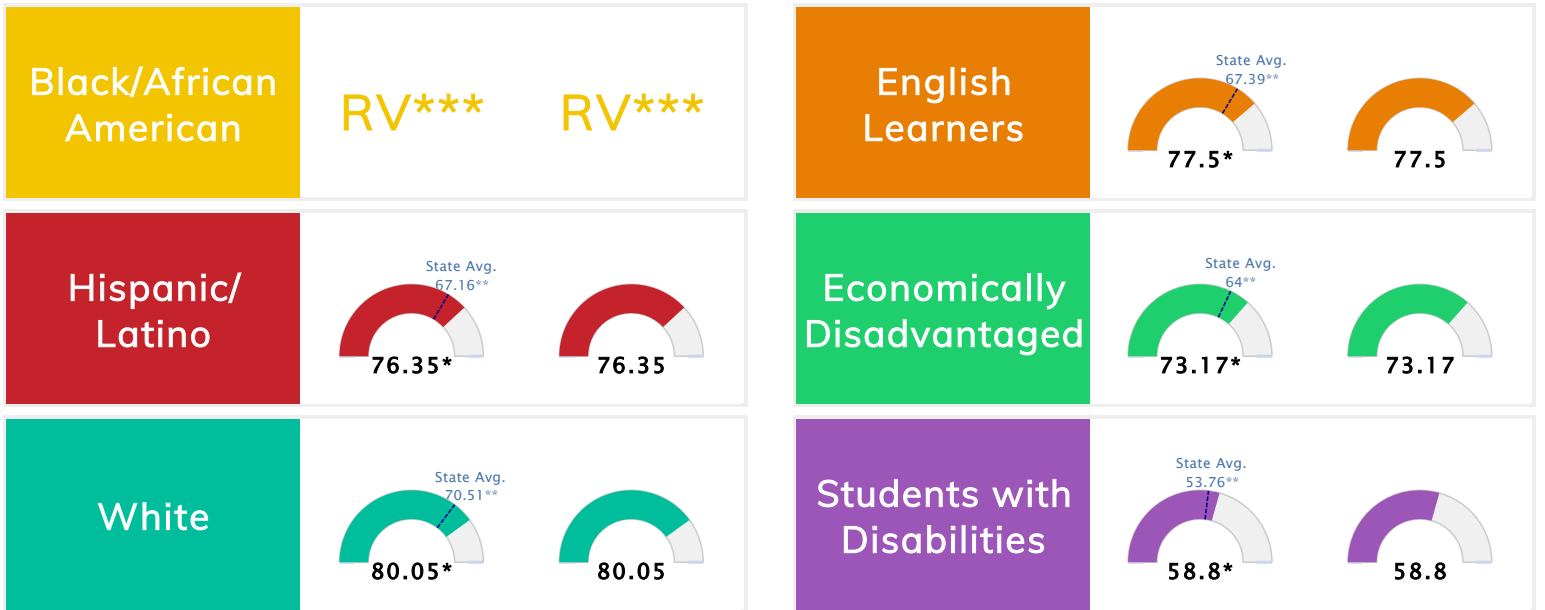 Black/African
American
RV***
RV***
English
Learners
State Avg.
67.39**
77.5*
77.5
Hispanic/
Latino
State Avg.
67.16**
76.35*
76.35
Economically
Disadvantaged
State Avg.
64**
73.17*
73.17
White
State Avg.
70.51**
80.05*
80.05
Students with
Disabilities
State Avg.
53.76**
58.8*
58.8